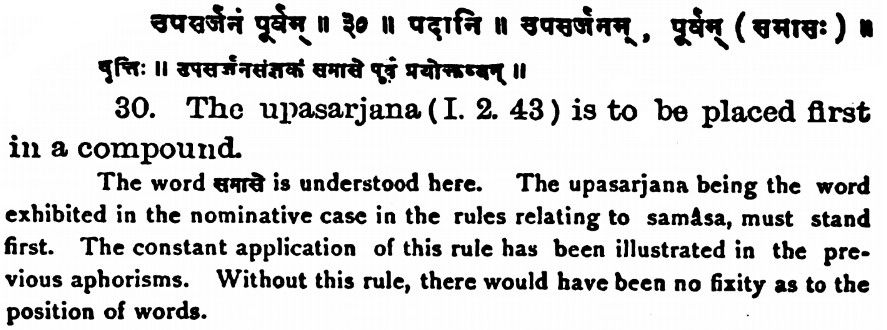 उपसर्जनं पूर्वम् ॥ ३० ॥ पदानि ॥ उपसर्जनम् , पूर्वम् ( समासः ) ॥
वृत्तिः ॥ उपसर्जनसंज्ञकं समासे पूर्वं प्रयोक्तव्यम् ॥
30. The upasarjana ( I. 2. 43 ) is to be placed first
in a compound.
The word समासे is understood here. The upasarjana being the word
exhibited in the nominative case in the rules relating to samâsa, must stand
first. The constant application of this rule has been illustrated in the pre-
vious aphorisms. Without this rule, there would have been no fixity as to the
position of words.